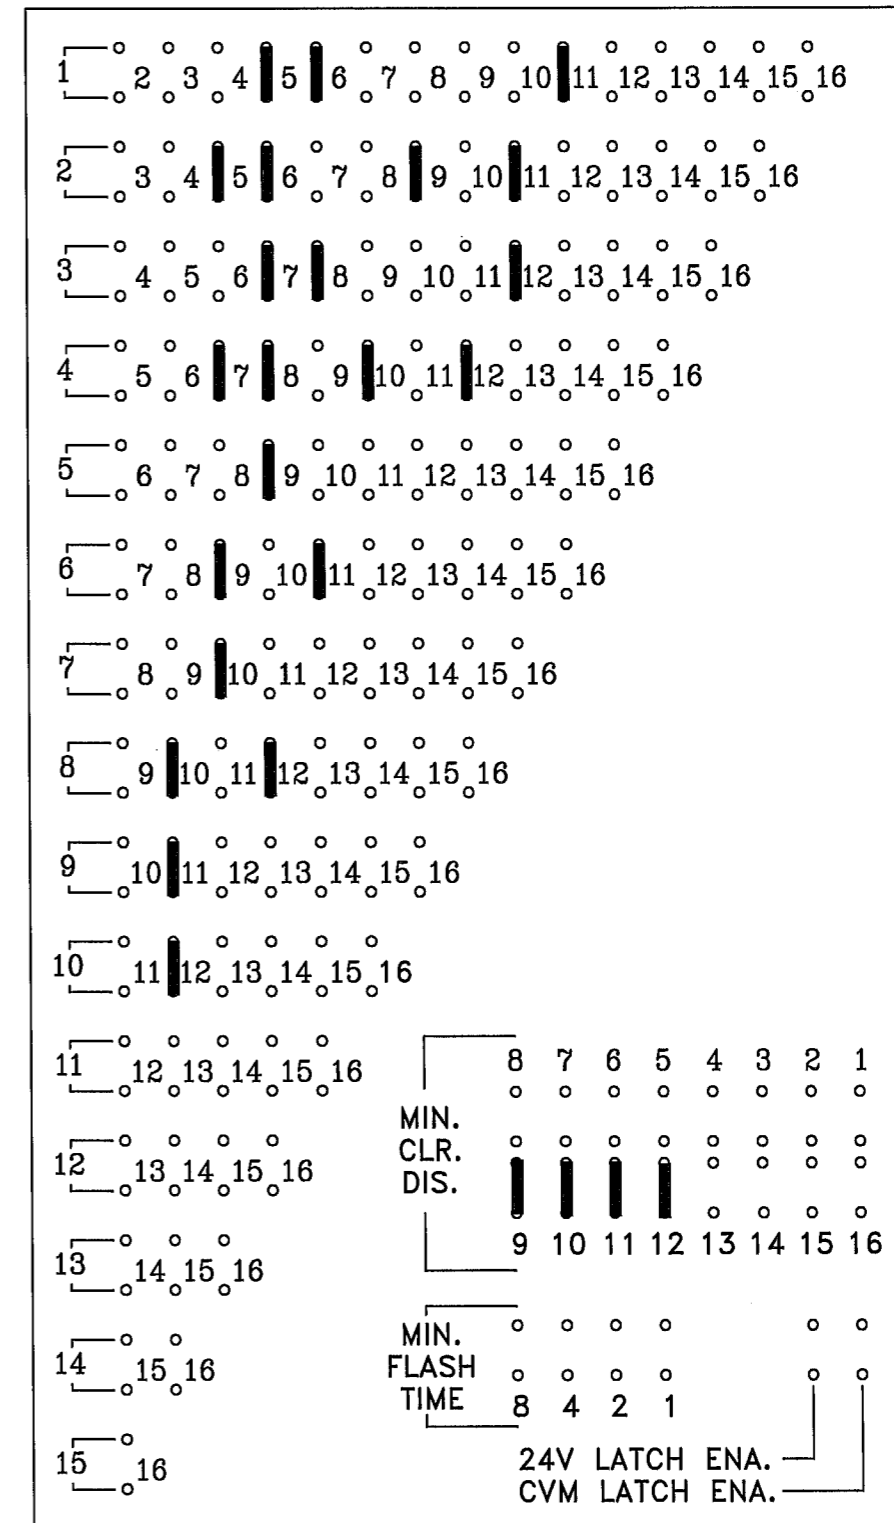 1 2 3 4 5 6 7 8 9 10 11 12 13 14 15 16
2 3 4 5 6 7 8 9 10 11 12 13 14 15 16
3 4 5 6 7 8 9 10 11 12 13 14 15 16
4 5 6 7 8 9 10 11 12 13 14 15 16
5 6 7 8 9 10 11 12 13 14 15 16
6 7 8 9 10 11 12 13 14 15 16
7 8 9 10 11 12 13 14 15 16
8 9 10 11 12 13 14 15 16
9 10 11 12 13 14 15 16
10 11 12 13 14 15 16
11 12 13 14 15 16
12 13 14 15 16
13 14 15 16
14 15 16
15 16
8 7 6 5 4 3 2 1
MIN.
CLR.
DIS.
9 10 11 12 13 14 15 16
MIN.
FLASH
TIME
8 4 2 1
24V LATCH ENA.
CVM LATCH ENA.